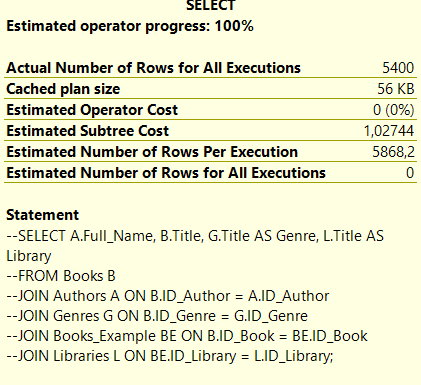 SELECT
Estimated operator progress: 100%
Actual Number of Rows for All Executions 5400
Cached plan size 56 KB
Estimated Operator Cost 0 (0%)
Estimated Subtree Cost 1,02744
Estimated Number of Rows Per Execution 5868,2
Estimated Number of Rows for All Executions 0
Statement
--SELECT A.Full_Name, B.Title, G.Title AS Genre, L.Title AS
Library
--FROM Books B
--JOIN Authors A ON B.ID_Author = A.ID_Author
--JOIN Genres G ON B.ID_Genre = G.ID_Genre
--JOIN Books_Example BE ON B.ID_Book = BE.ID_Book
--JOIN Libraries L ON BE.ID_Library = L.ID_Library;